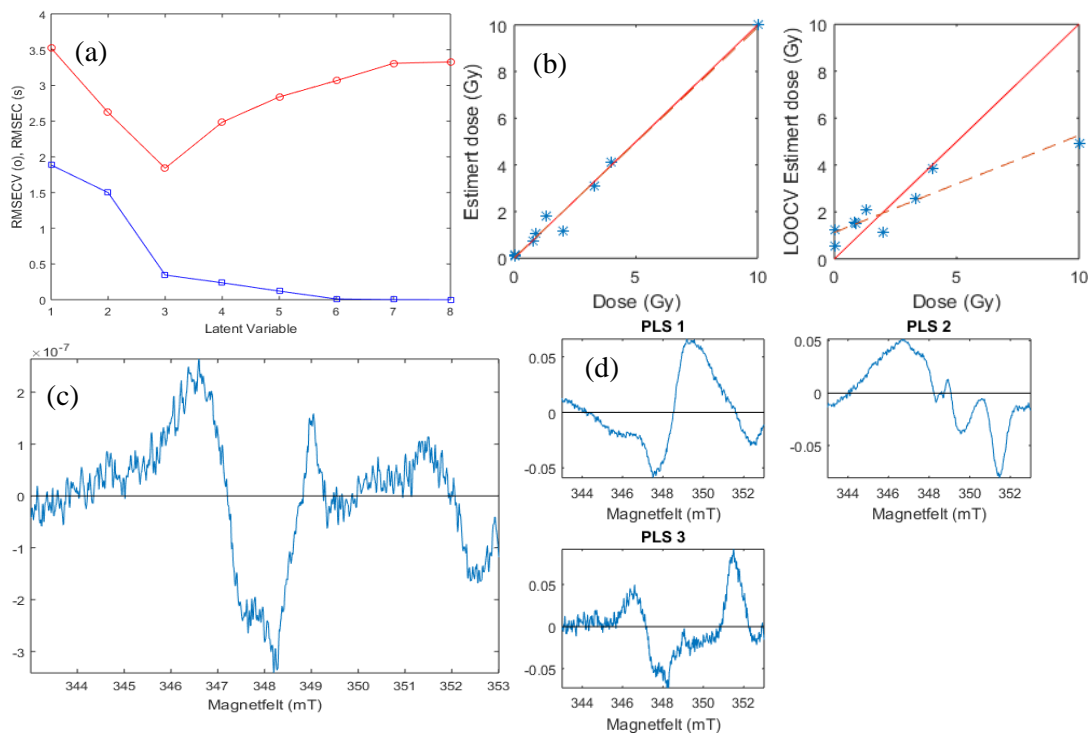 (a)
4
3.5
3
2.5
2
1.5
1
0.5
0
RMSECV (o), RMSEC (s)
1 2 3 4 5 6 7 8
Latent Variable
(b)
10
8
6
4
2
0
Estimert dose (Gy)
0 5 10
Dose (Gy)
10
8
6
4
2
0
LOOCV Estimert dose (Gy)
0 5 10
Dose (Gy)
(c)
×10-7
2
1
0
-1
-2
-3
344 345 346 347 348 349 350 351 352 353
Magnetfelt (mT)
(d)
PLS 1
0.05
0
-0.05
344 346 348 350 352
Magnetfelt (mT)
PLS 2
0.05
0
-0.05
344 346 348 350 352
Magnetfelt (mT)
PLS 3
0.05
0
-0.05
344 346 348 350 352
Magnetfelt (mT)